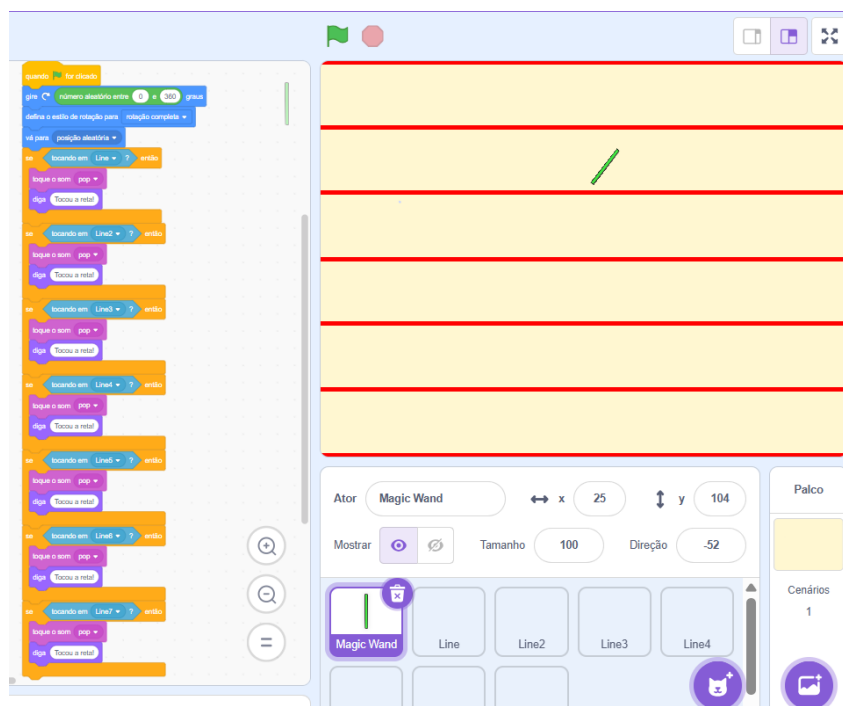 quando for clicado
gire número aleatório entre 0 e 360 graus
defina o estilo de rotação para rotação completa
vá para posição aleatória
se tocando em Line ? então
toque o som pop
diga Tocou a reta!
se tocando em Line2 ? então
toque o som pop
diga Tocou a reta!
se tocando em Line3 ? então
toque o som pop
diga Tocou a reta!
se tocando em Line4 ? então
toque o som pop
diga Tocou a reta!
se tocando em Line5 ? então
toque o som pop
diga Tocou a reta!
se tocando em Line6 ? então
toque o som pop
diga Tocou a reta!
se tocando em Line7 ? então
toque o som pop
diga Tocou a reta!
Ator Magic Wand x 25 y 104
Mostrar Tamanho 100 Direção -52
Magic Wand Line Line2 Line3 Line4
Palco
Cenários
1